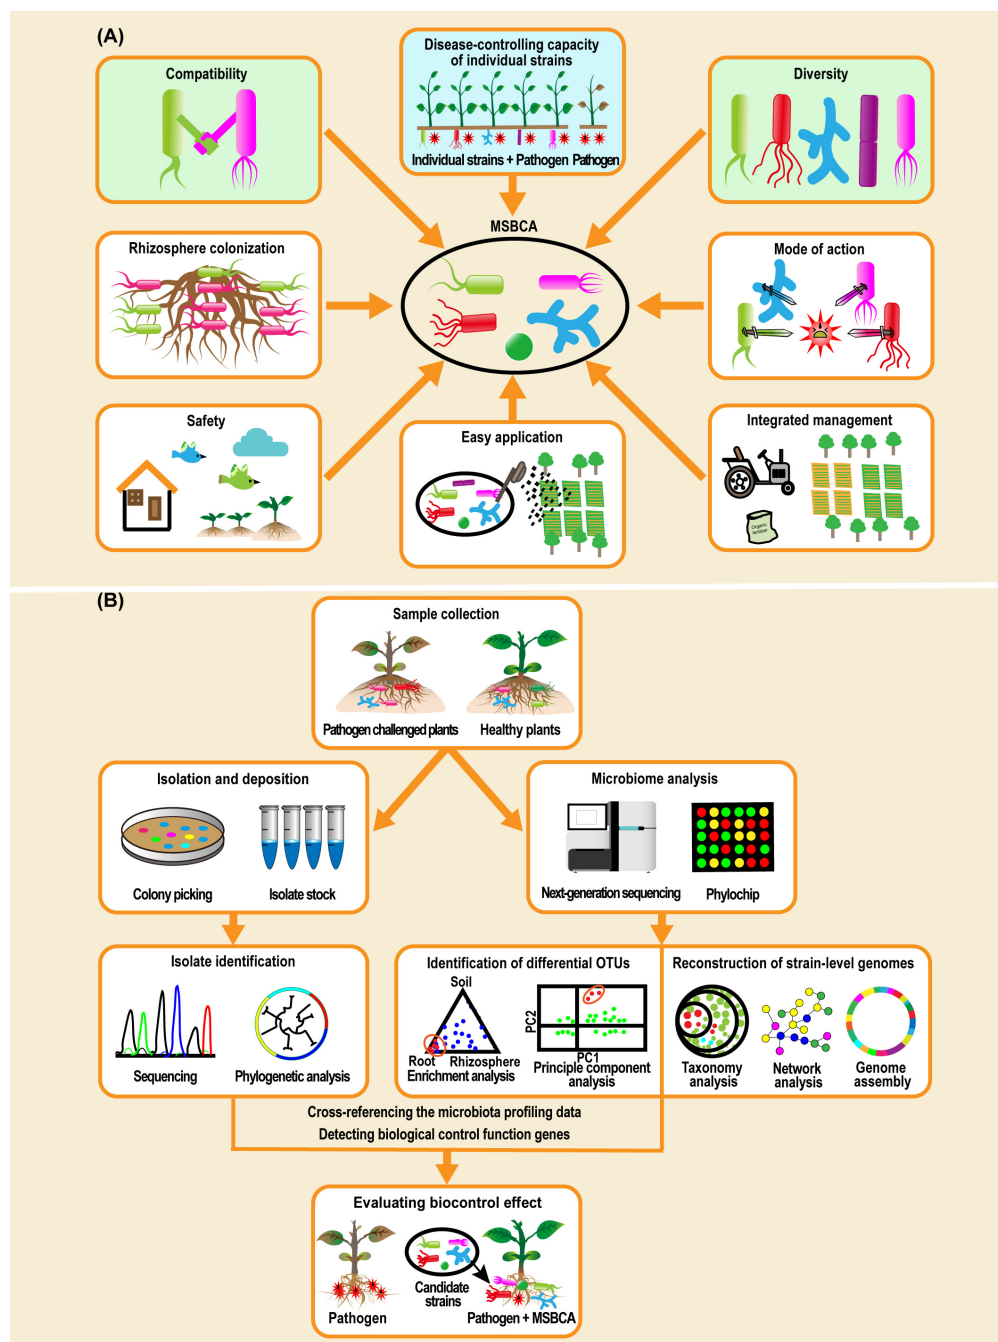 (A)
Compatibility
Disease-controlling capacity
of individual strains
Individual strains + Pathogen Pathogen
Diversity
MSBCA
Rhizosphere colonization
Mode of action
Safety
Easy application
Integrated management
Organic
fertilizer
(B)
Sample collection
Pathogen challenged plants
Healthy plants
Isolation and deposition
Colony picking
Isolate stock
Microbiome analysis
Next-generation sequencing
Phylochip
Isolate identification
Sequencing
Phylogenetic analysis
Identification of differential OTUs
Soil
Root
Rhizosphere
Enrichment analysis
PC2
PC1
Principle component
analysis
Reconstruction of strain-level genomes
Taxonomy
analysis
Network
analysis
Genome
assembly
Cross-referencing the microbiota profiling data
Detecting biological control function genes
Evaluating biocontrol effect
Pathogen
Candidate
strains
Pathogen + MSBCA